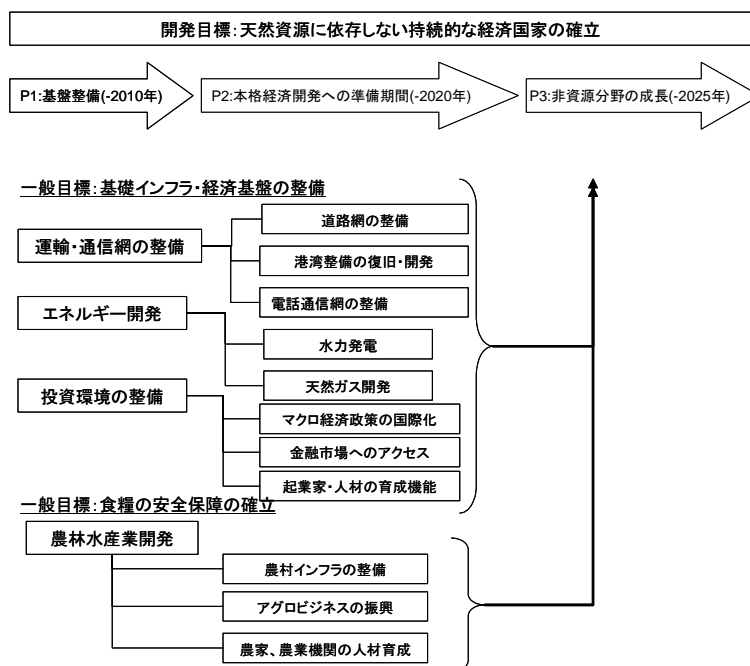 開発目標：天然資源に依存しない持続的な経済国家の確立
P1:基盤整備(-2010年)
P2:本格経済開発への準備期間(-2020年)
P3:非資源分野の成長(-2025年)
一般目標：基礎インフラ・経済基盤の整備
運輸・通信網の整備
道路網の整備
港湾整備の復旧・開発
電話通信網の整備
エネルギー開発
水力発電
天然ガス開発
投資環境の整備
マクロ経済政策の国際化
金融市場へのアクセス
起業家・人材の育成機能
一般目標：食糧の安全保障の確立
農林水産業開発
農村インフラの整備
アグロビジネスの振興
農家、農業機関の人材育成